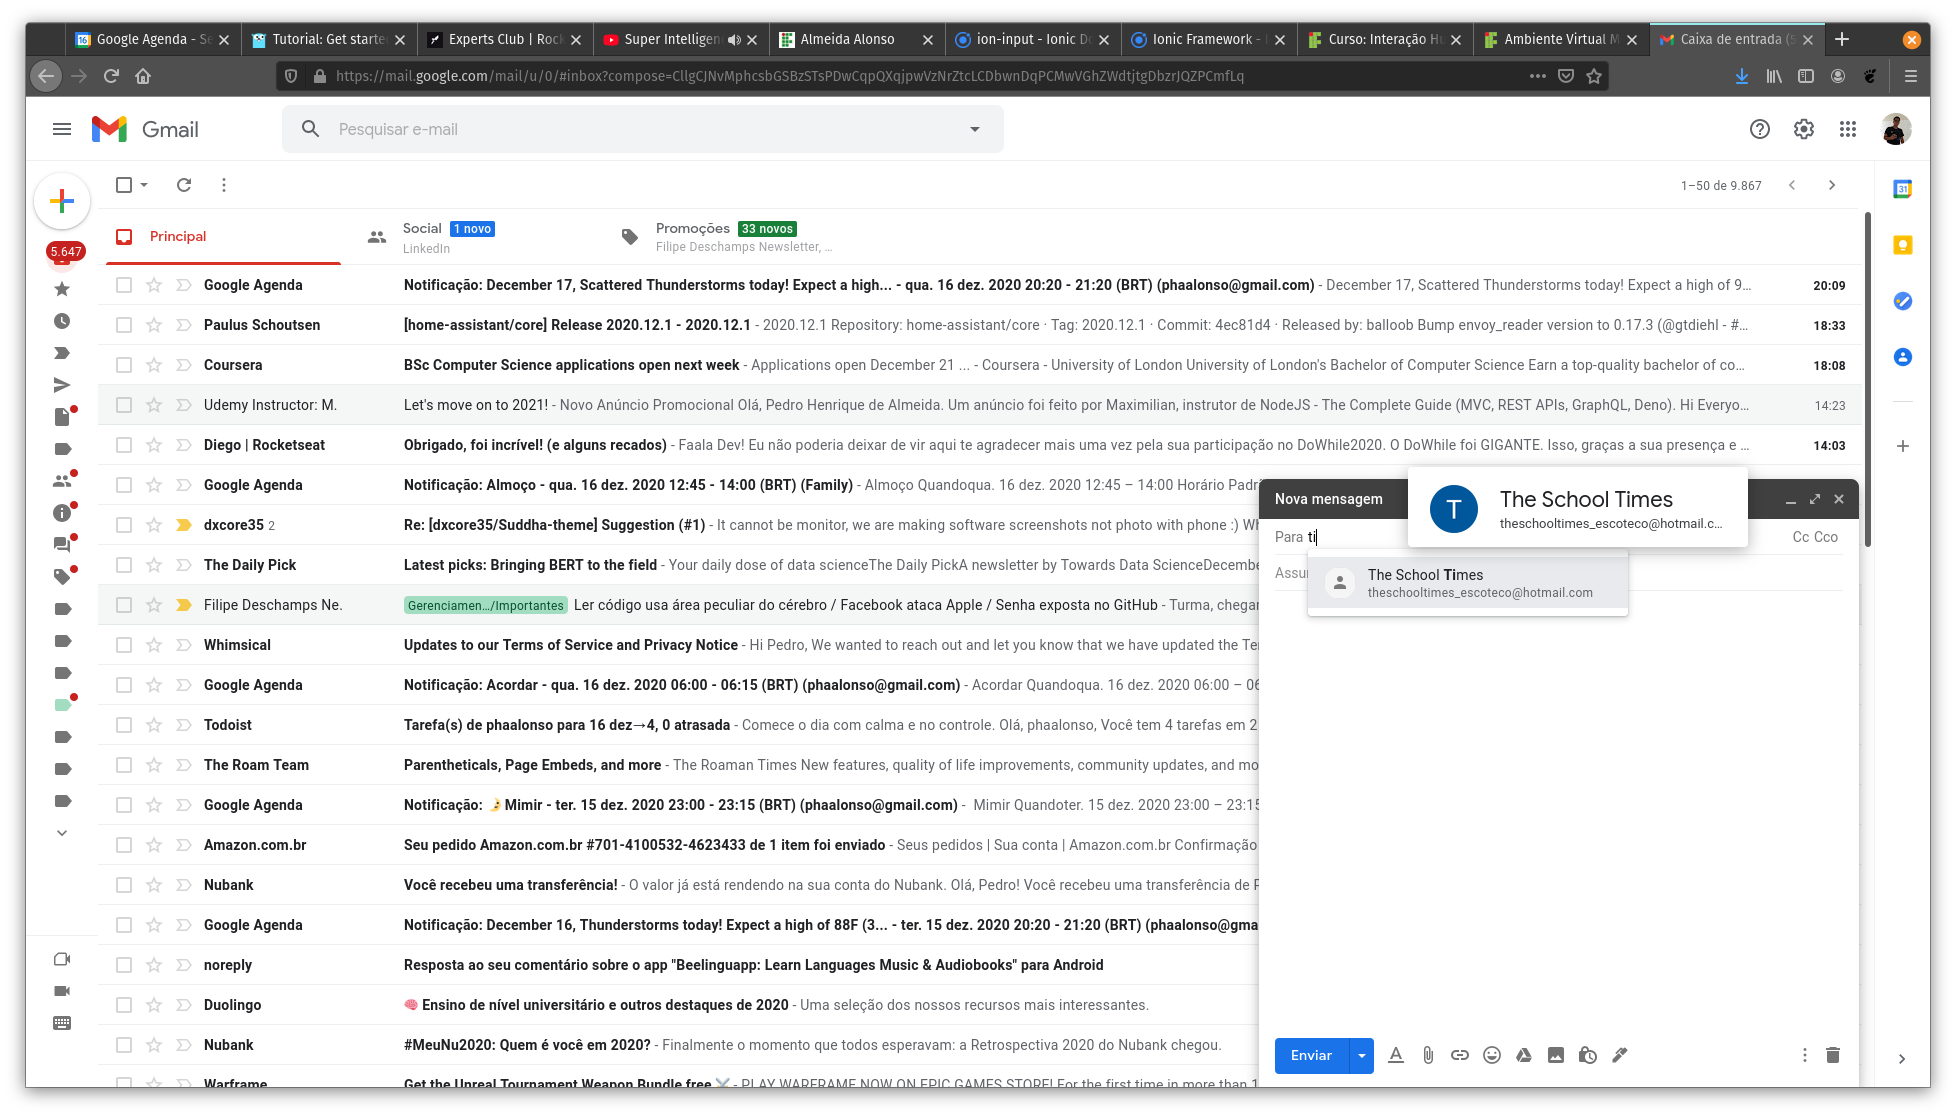 Google Agenda - Se
Tutorial: Get starte
Experts Club | Rock
Super Intelligen
Almeida Alonso
ion-input - Ionic Do
Ionic Framework -
Curso: Interação Hu
Ambiente Virtual M
Caixa de entrada (5
https://mail.google.com/mail/u/0/#inbox?compose=CllgCJNvMphcsbGSBzSTsPDwCqpQXqjpwVzNrZtcLCDbwnDqPCMwVGhZWdtjtgDbzrJQZPCmfLq
Gmail
Pesquisar e-mail
1–50 de 9.867
31
Principal
Social 1 novo
LinkedIn
Promoções 33 novos
Filipe Deschamps Newsletter, ...
5.647
Google Agenda Notificação: December 17, Scattered Thunderstorms today! Expect a high... - qua. 16 dez. 2020 20:20 - 21:20 (BRT) (phaalonso@gmail.com) - December 17, Scattered Thunderstorms today! Expect a high of 9... 20:09
Paulus Schoutsen [home-assistant/core] Release 2020.12.1 - 2020.12.1 - 2020.12.1 Repository: home-assistant/core · Tag: 2020.12.1 · Commit: 4ec81d4 · Released by: balloob Bump envoy_reader version to 0.17.3 (@gtdiehl - #... 18:33
Coursera BSc Computer Science applications open next week - Applications open December 21 ... - Coursera - University of London University of London's Bachelor of Computer Science Earn a top-quality bachelor of co... 18:08
Udemy Instructor: M. Let's move on to 2021! - Novo Anúncio Promocional Olá, Pedro Henrique de Almeida. Um anúncio foi feito por Maximilian, instrutor de NodeJS - The Complete Guide (MVC, REST APIs, GraphQL, Deno). Hi Everyo... 14:23
Diego | Rocketseat Obrigado, foi incrível! (e alguns recados) - Faala Dev! Eu não poderia deixar de vir aqui te agradecer mais uma vez pela sua participação no DoWhile2020. O DoWhile foi GIGANTE. Isso, graças a sua presença e ... 14:03
Google Agenda Notificação: Almoço - qua. 16 dez. 2020 12:45 - 14:00 (BRT) (Family) - Almoço Quandoqua. 16 dez. 2020 12:45 – 14:00 Horário Padrã
dxcore35 2 Re: [dxcore35/Suddha-theme] Suggestion (#1) - It cannot be monitor, we are making software screenshots not photo with phone :) Wh
The Daily Pick Latest picks: Bringing BERT to the field - Your daily dose of data scienceThe Daily PickA newsletter by Towards Data ScienceDecembe
Filipe Deschamps Ne. Gerenciamen.../Importantes Ler código usa área peculiar do cérebro / Facebook ataca Apple / Senha exposta no GitHub - Turma, chegar
Whimsical Updates to our Terms of Service and Privacy Notice - Hi Pedro, We wanted to reach out and let you know that we have updated the Te
Google Agenda Notificação: Acordar - qua. 16 dez. 2020 06:00 - 06:15 (BRT) (phaalonso@gmail.com) - Acordar Quandoqua. 16 dez. 2020 06:00 – 06
Todoist Tarefa(s) de phaalonso para 16 dez→4, 0 atrasada - Comece o dia com calma e no controle. Olá, phaalonso, Você tem 4 tarefas em 2
The Roam Team Parentheticals, Page Embeds, and more - The Roaman Times New features, quality of life improvements, community updates, and mo
Google Agenda Notificação: 🤌 Mimir - ter. 15 dez. 2020 23:00 - 23:15 (BRT) (phaalonso@gmail.com) - Mimir Quandoter. 15 dez. 2020 23:00 – 23:15
Amazon.com.br Seu pedido Amazon.com.br #701-4100532-4623433 de 1 item foi enviado - Seus pedidos | Sua conta | Amazon.com.br Confirmação
Nubank Você recebeu uma transferência! - O valor já está rendendo na sua conta do Nubank. Olá, Pedro! Você recebeu uma transferência de P
Google Agenda Notificação: December 16, Thunderstorms today! Expect a high of 88F (3... - ter. 15 dez. 2020 20:20 - 21:20 (BRT) (phaalonso@gma
noreply Resposta ao seu comentário sobre o app "Beelinguapp: Learn Languages Music & Audiobooks" para Android
Duolingo 🧠 Ensino de nível universitário e outros destaques de 2020 - Uma seleção dos nossos recursos mais interessantes.
Nubank #MeuNu2020: Quem é você em 2020? - Finalmente o momento que todos esperavam: a Retrospectiva 2020 do Nubank chegou.
Warframe Get the Unreal Tournament Weapon Bundle free ⚔️ - PLAY WARFRAME NOW ON EPIC GAMES STORE! For the first time in more than 1
Nova mensagem
T
The School Times
theschooltimes_escoteco@hotmail.c...
Para ti
Cc Cco
Assu
The School Times
theschooltimes_escoteco@hotmail.com
Enviar